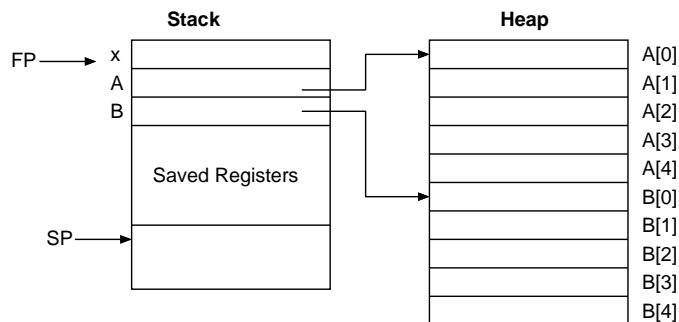 Stack
Heap
FP
x
A
B
Saved Registers
SP
A[0]
A[1]
A[2]
A[3]
A[4]
B[0]
B[1]
B[2]
B[3]
B[4]